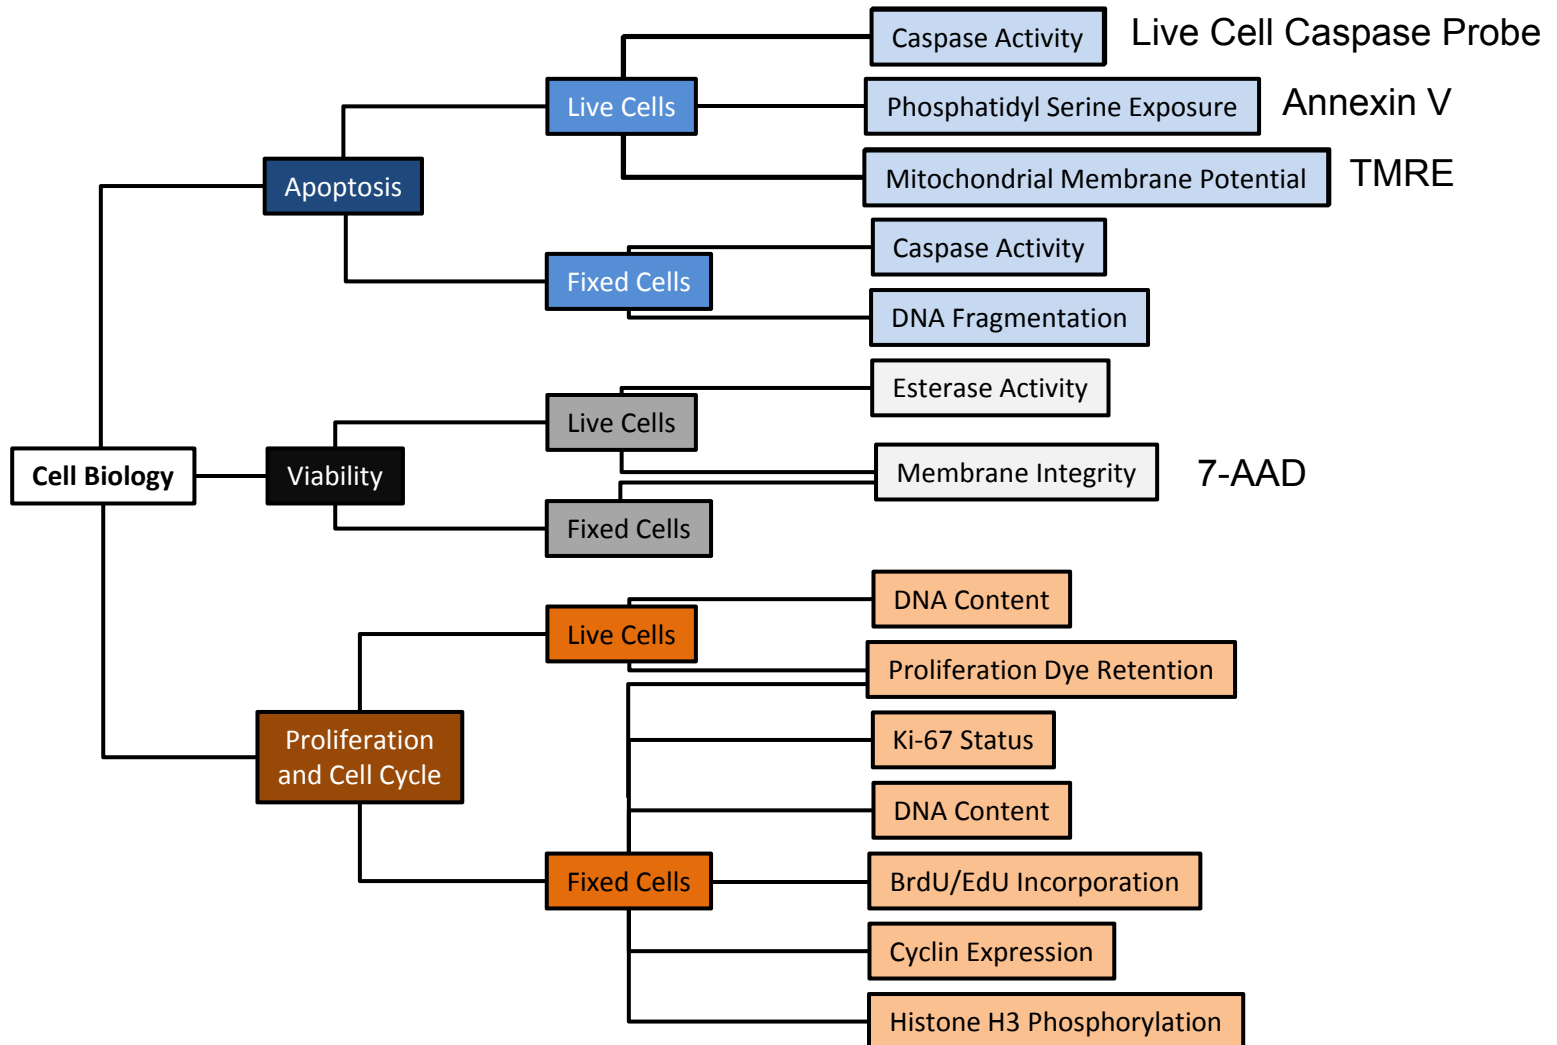 Caspase Activity
Live Cell Caspase Probe
Live Cells
Phosphatidyl Serine Exposure
Annexin V
Apoptosis
Mitochondrial Membrane Potential
TMRE
Caspase Activity
Fixed Cells
DNA Fragmentation
Esterase Activity
Live Cells
Cell Biology
Viability
Membrane Integrity
7-AAD
Fixed Cells
DNA Content
Live Cells
Proliferation Dye Retention
Proliferation
and Cell Cycle
Ki-67 Status
DNA Content
Fixed Cells
BrdU/EdU Incorporation
Cyclin Expression
Histone H3 Phosphorylation